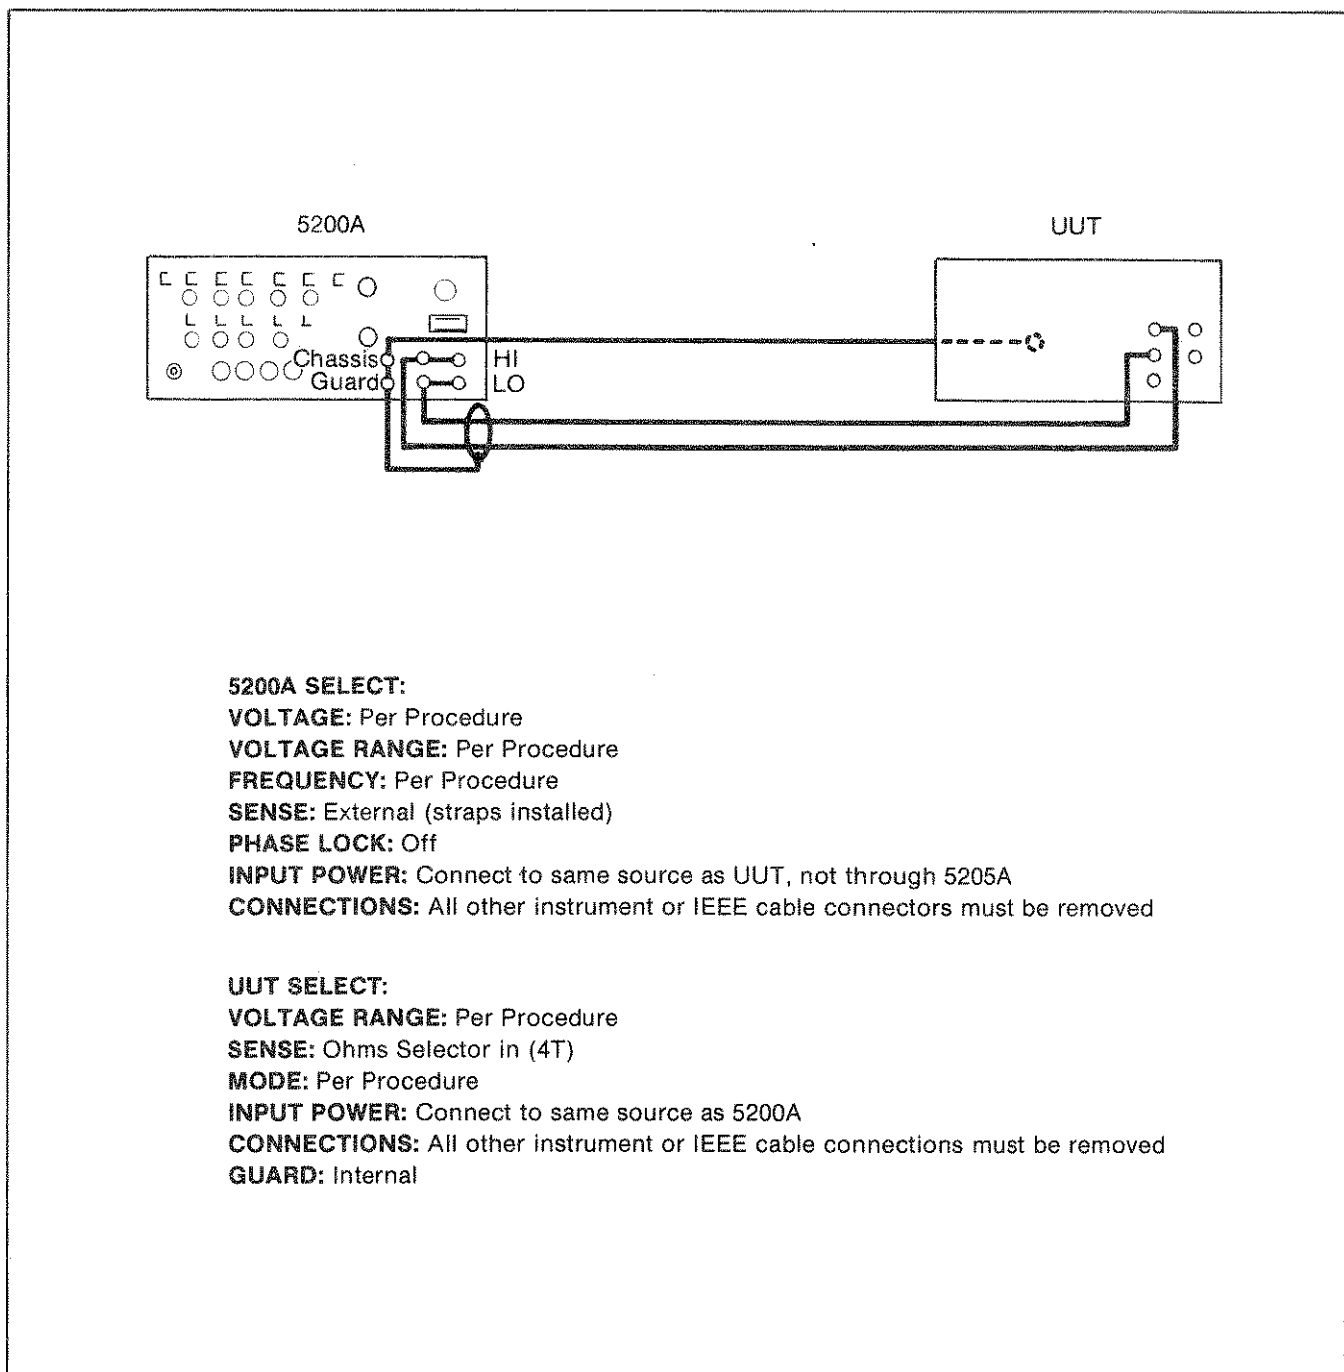 5200A
UUT
Chassis
HI
Guard
LO
5200A SELECT:
VOLTAGE: Per Procedure
VOLTAGE RANGE: Per Procedure
FREQUENCY: Per Procedure
SENSE: External (straps installed)
PHASE LOCK: Off
INPUT POWER: Connect to same source as UUT, not through 5205A
CONNECTIONS: All other instrument or IEEE cable connectors must be removed
UUT SELECT:
VOLTAGE RANGE: Per Procedure
SENSE: Ohms Selector in (4T)
MODE: Per Procedure
INPUT POWER: Connect to same source as 5200A
CONNECTIONS: All other instrument or IEEE cable connections must be removed
GUARD: Internal